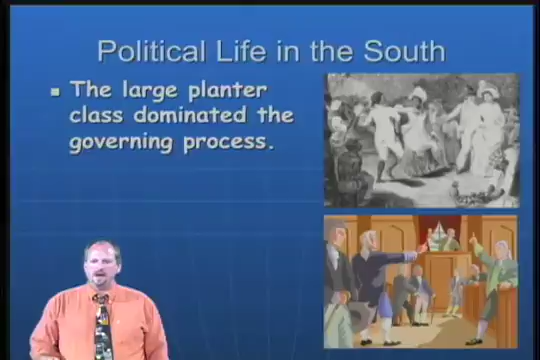 Political Life in the South
The large planter
class dominated the
governing process.